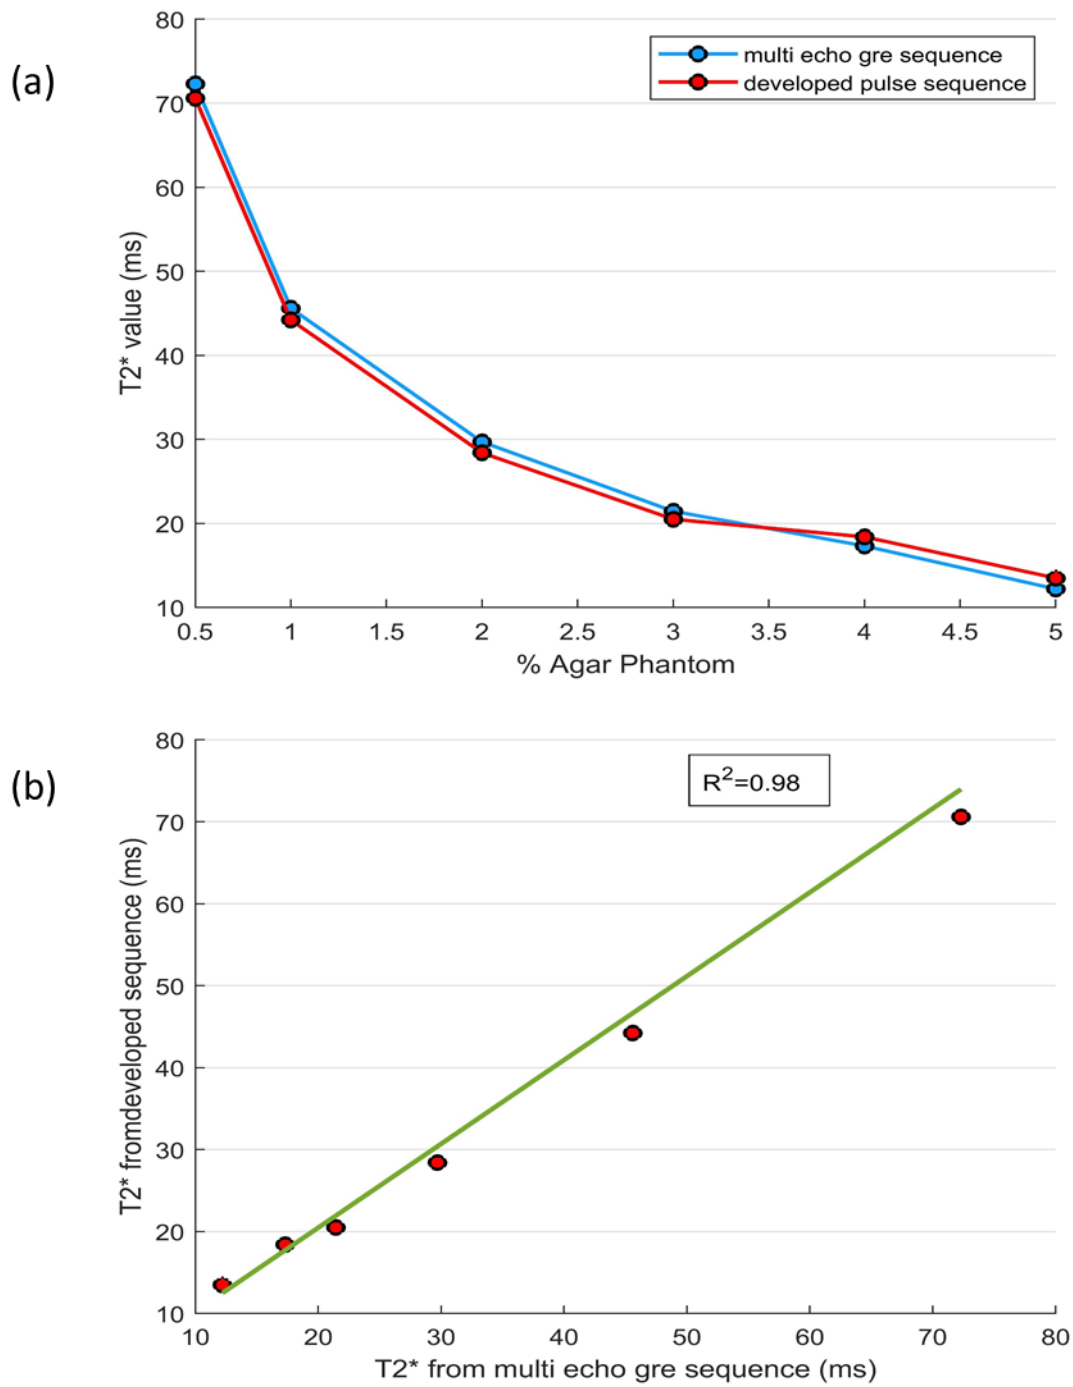 (a)
80
70
60
50
40
30
20
10
T2* value (ms)
multi echo gre sequence
developed pulse sequence
0.5 1 1.5 2 2.5 3 3.5 4 4.5 5
% Agar Phantom
(b)
80
70
60
50
40
30
20
10
T2* fromdeveloped sequence (ms)
R²=0.98
10 20 30 40 50 60 70 80
T2* from multi echo gre sequence (ms)